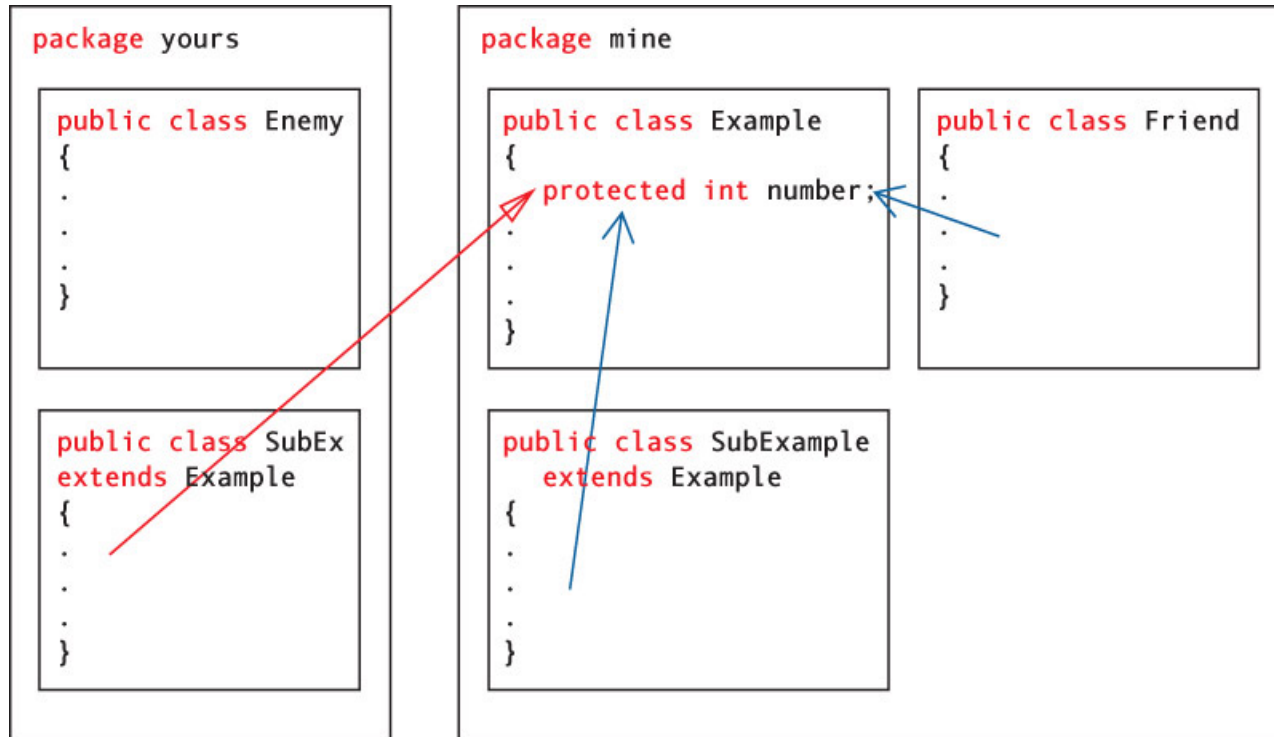 package yours
public class Enemy
{
.
.
.
}
public class SubEx
extends Example
{
.
.
.
}
package mine
public class Example
{
protected int number;
.
.
.
}
public class Friend
{
.
.
.
}
public class SubExample
extends Example
{
.
.
.
}